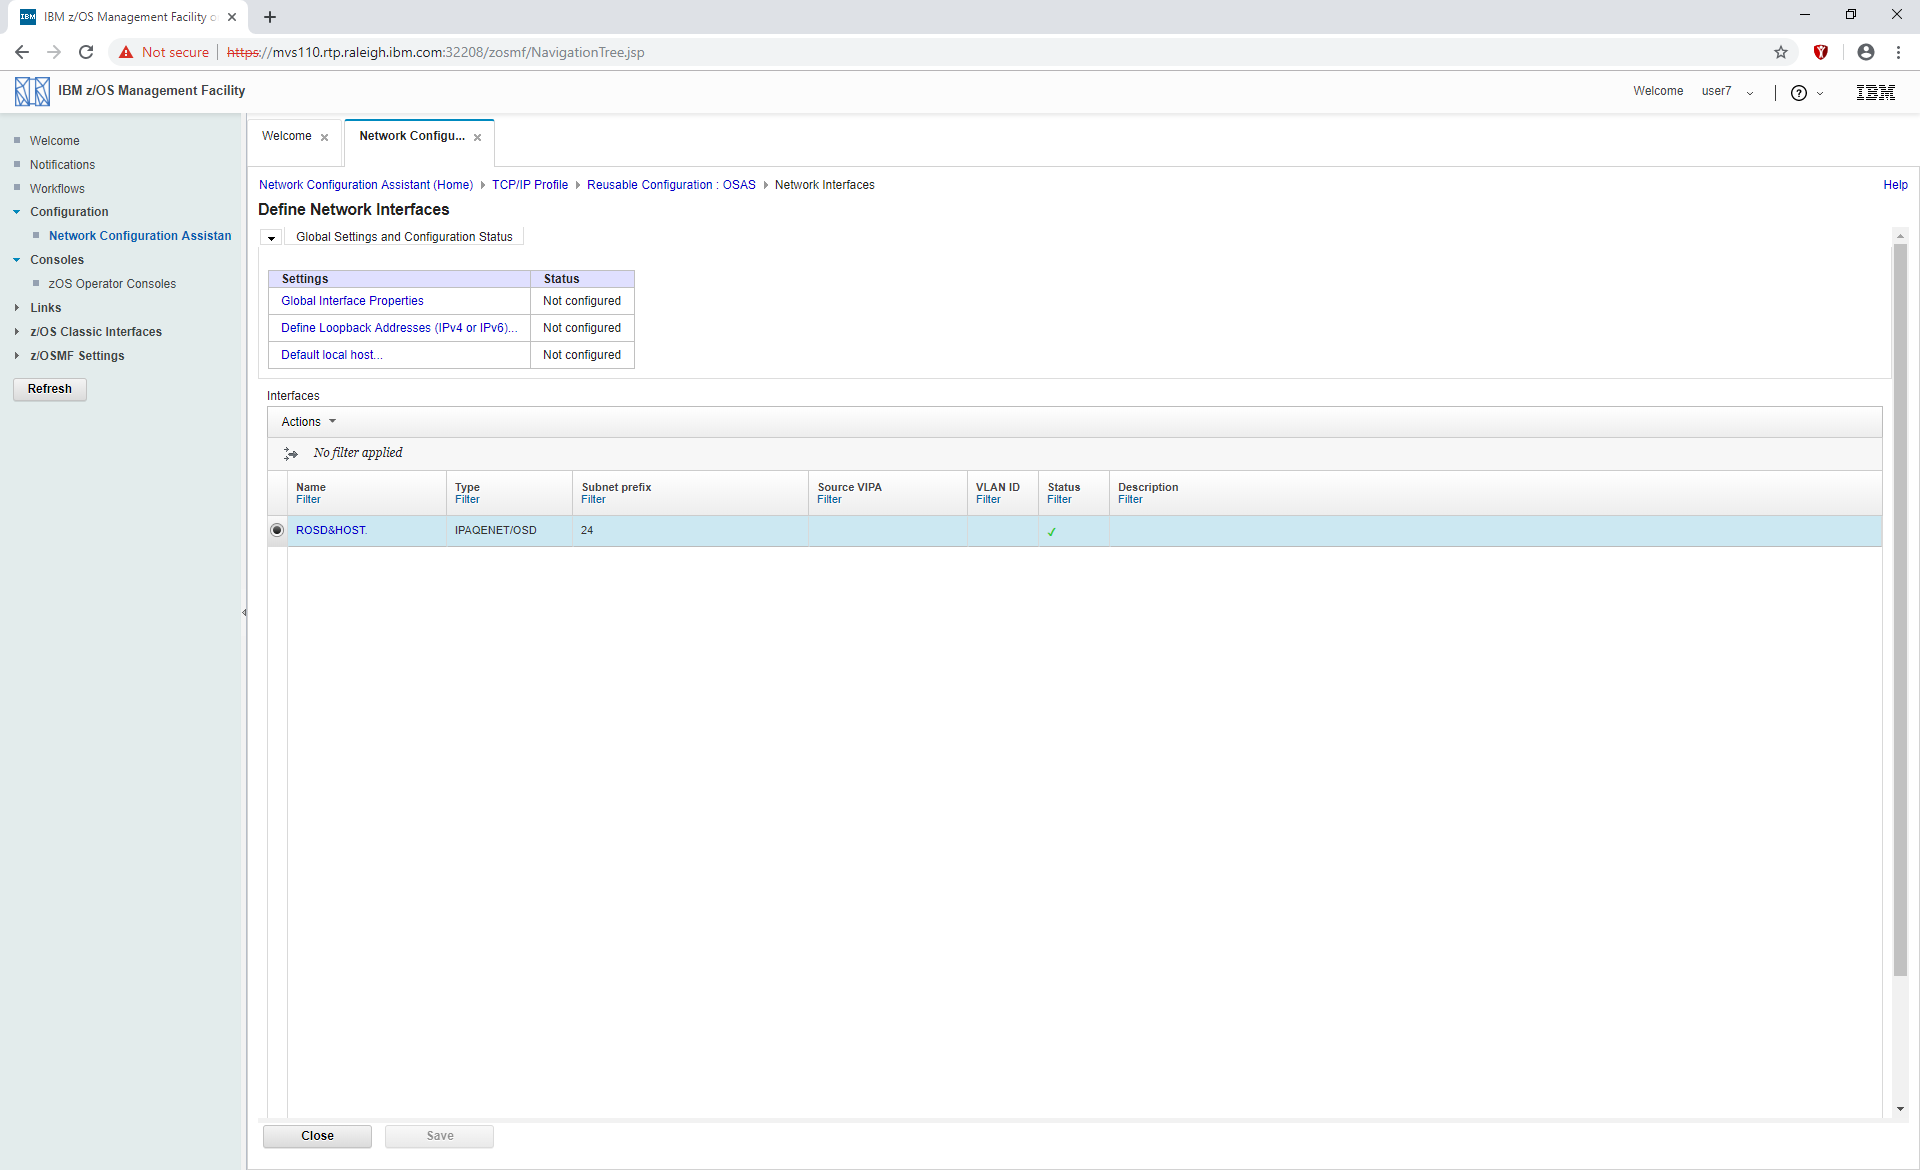 IBM IBM z/OS Management Facility o
Not secure https://mvs110.rtp.raleigh.ibm.com:32208/zosmf/NavigationTree.jsp
IBM z/OS Management Facility
Welcome user7
IBM
Welcome
Notifications
Workflows
Configuration
Network Configuration Assistan
Consoles
zOS Operator Consoles
Links
z/OS Classic Interfaces
z/OSMF Settings
Refresh
Welcome
Network Configu...
Network Configuration Assistant (Home) TCP/IP Profile Reusable Configuration : OSAS Network Interfaces
Help
Define Network Interfaces
Global Settings and Configuration Status
Settings Status
Global Interface Properties Not configured
Define Loopback Addresses (IPv4 or IPv6)... Not configured
Default local host... Not configured
Interfaces
Actions
No filter applied
Name Type Subnet prefix Source VIPA VLAN ID Status Description
Filter Filter Filter Filter Filter Filter Filter
ROSD&HOST. IPAQENET/OSD 24
Close Save